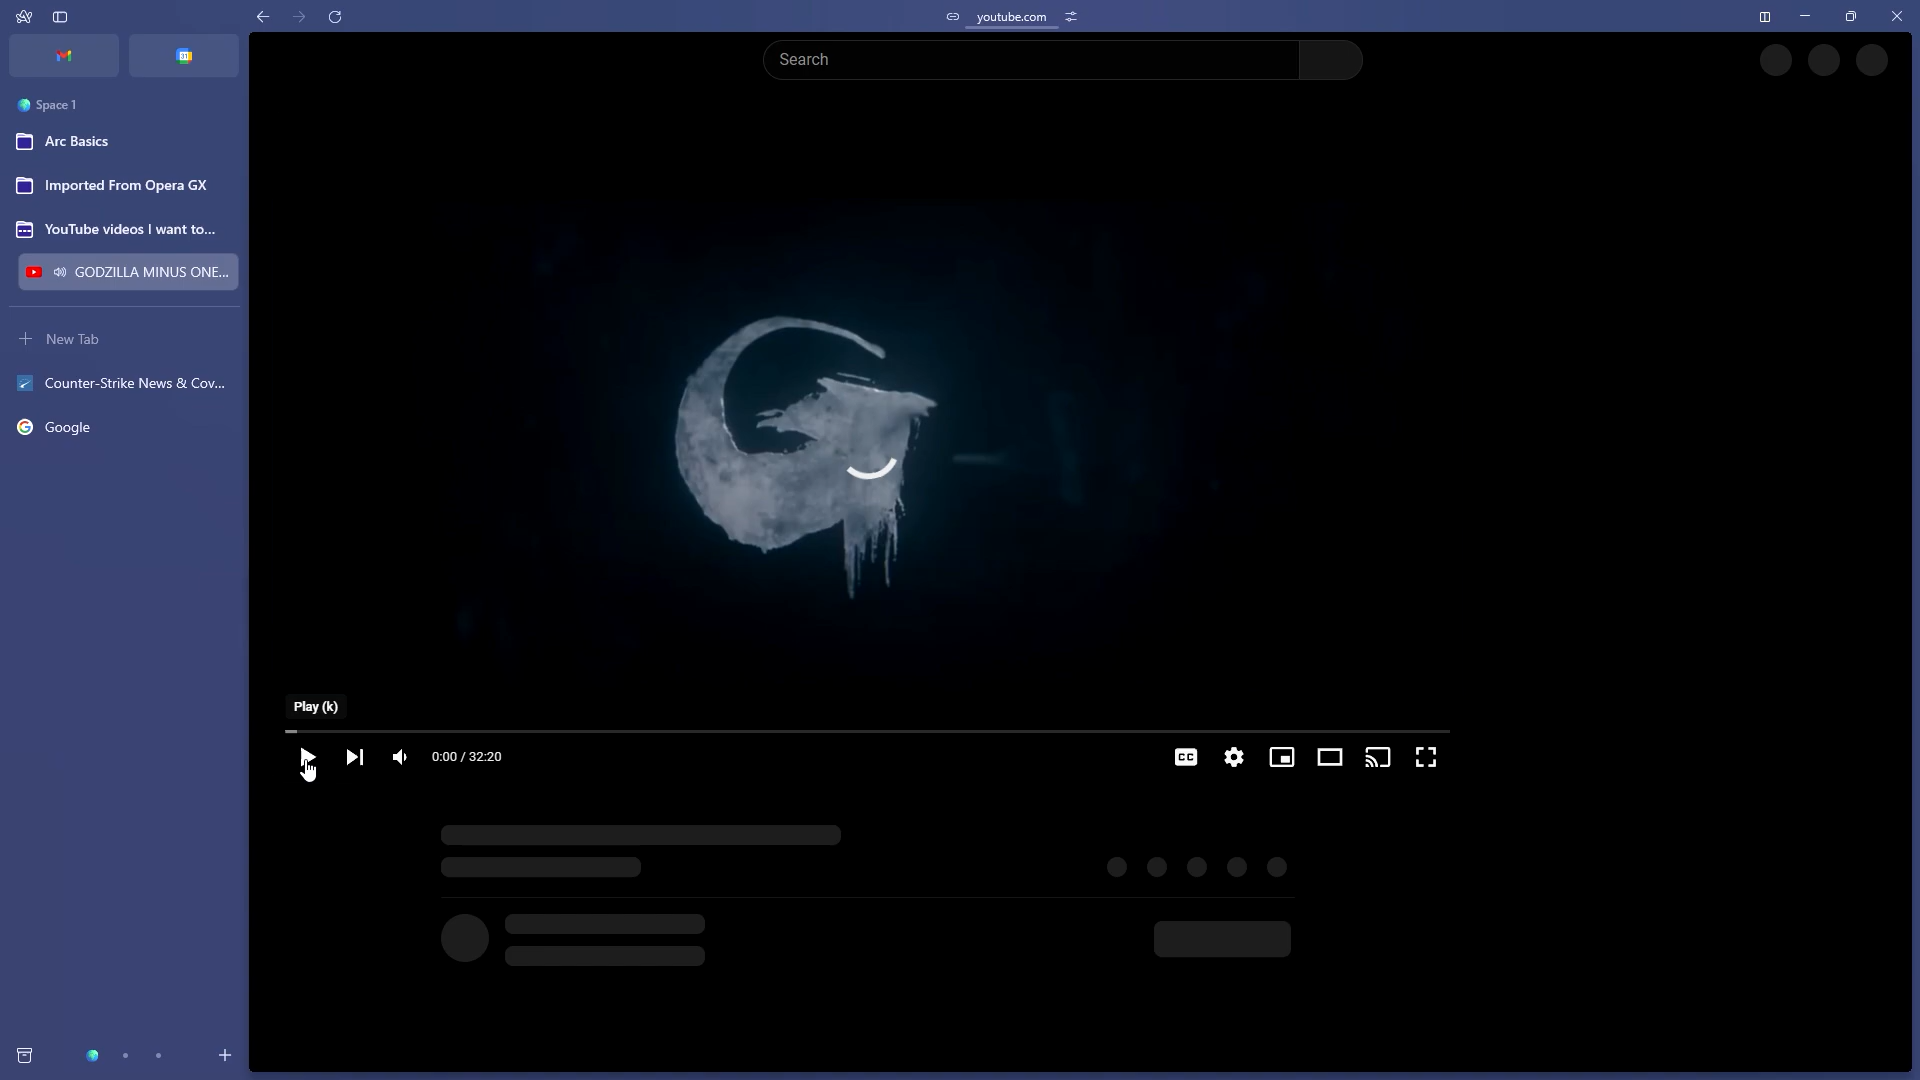 youtube.com
31
Search
Space 1
Arc Basics
Imported From Opera GX
YouTube videos I want to...
GODZILLA MINUS ONE...
New Tab
Counter-Strike News & Cov...
Google
Play (k)
0:00 / 32:20
CC